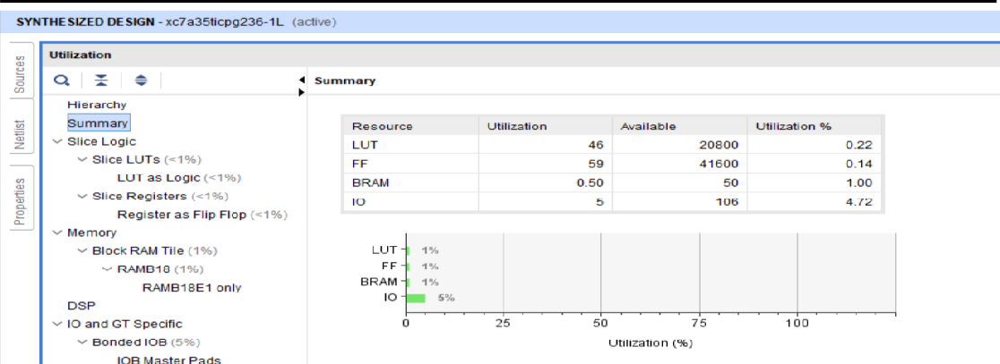 SYNTHESIZED DESIGN - xc7a35ticpg236-1L (active)
Sources
Netlist
Properties
Utilization
Hierarchy
Summary
Slice Logic
Slice LUTs (<1%)
LUT as Logic (<1%)
Slice Registers (<1%)
Register as Flip Flop (<1%)
Memory
Block RAM Tile (1%)
RAMB18 (1%)
RAMB18E1 only
DSP
IO and GT Specific
Bonded IOB (5%)
IOB Master Pads
Summary
Resource Utilization Available Utilization %
LUT 46 20800 0.22
FF 59 41600 0.14
BRAM 0.50 50 1.00
IO 5 106 4.72
LUT 1%
FF 1%
BRAM 1%
IO 5%
0 25 50 75 100
Utilization (%)